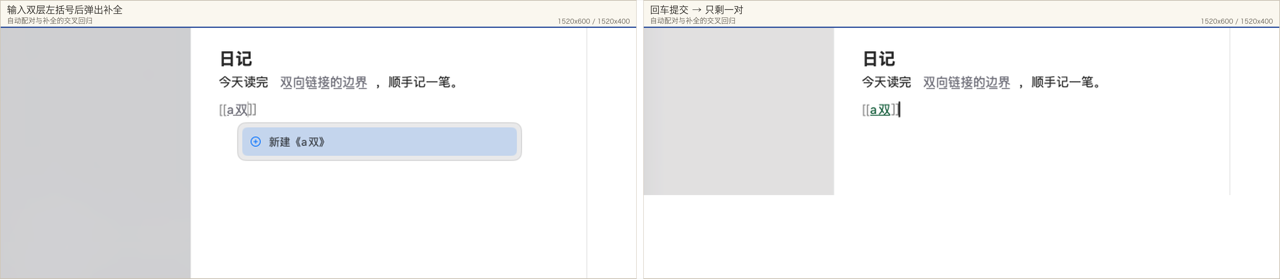 输入双层左括号后弹出补全
自动配对与补全的交叉回归
1520x600 / 1520x400
日记
今天读完 双向链接的边界 ，顺手记一笔。
[[a双]]
新建《a双》
回车提交 → 只剩一对
自动配对与补全的交叉回归
1520x600 / 1520x400
日记
今天读完 双向链接的边界 ，顺手记一笔。
[[a双]]